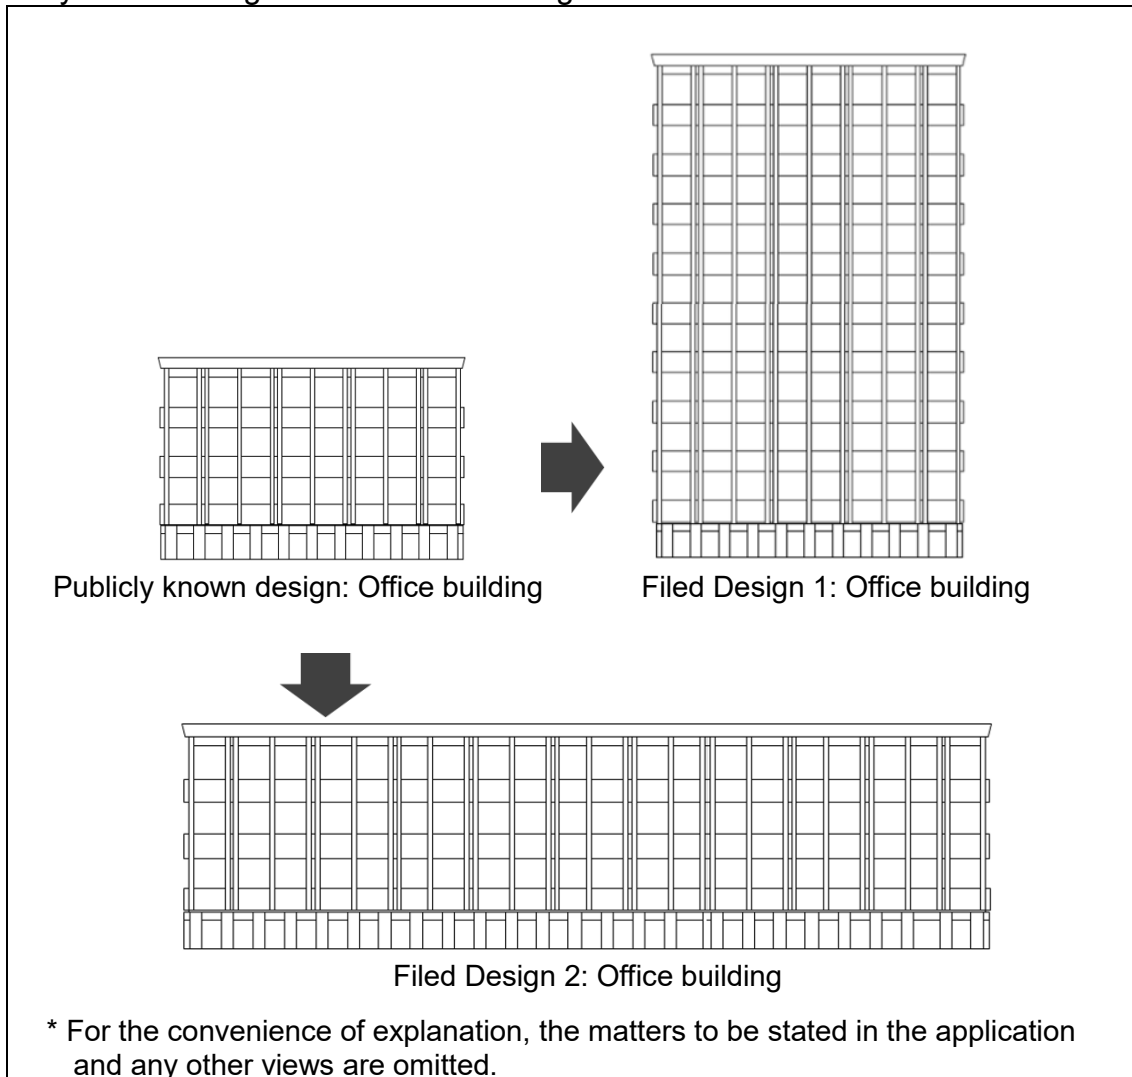 Publicly known design: Office building
Filed Design 1: Office building
Filed Design 2: Office building
* For the convenience of explanation, the matters to be stated in the application
and any other views are omitted.